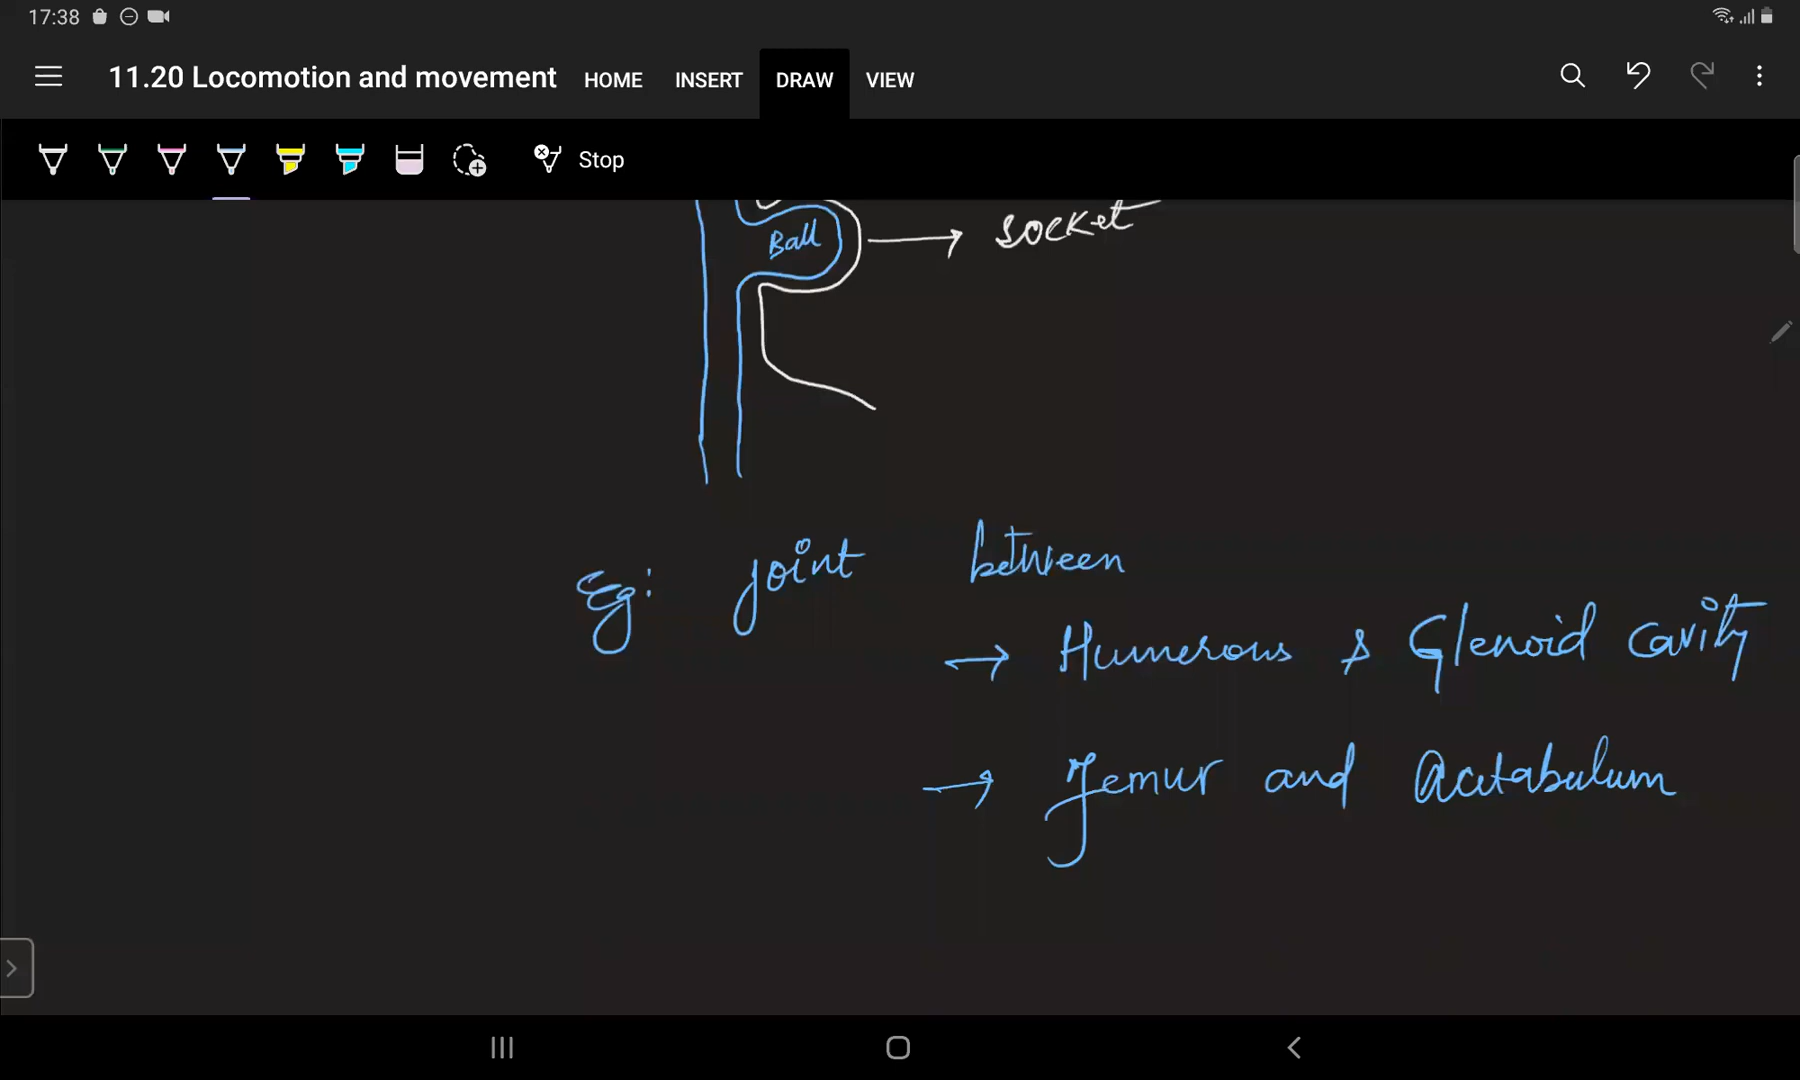 17:38
11.20 Locomotion and movement HOME INSERT DRAW VIEW
Stop
Ball → socket
Eg: joint between
→ Humerous & Glenoid cavity
→ Femur and Acetabulum